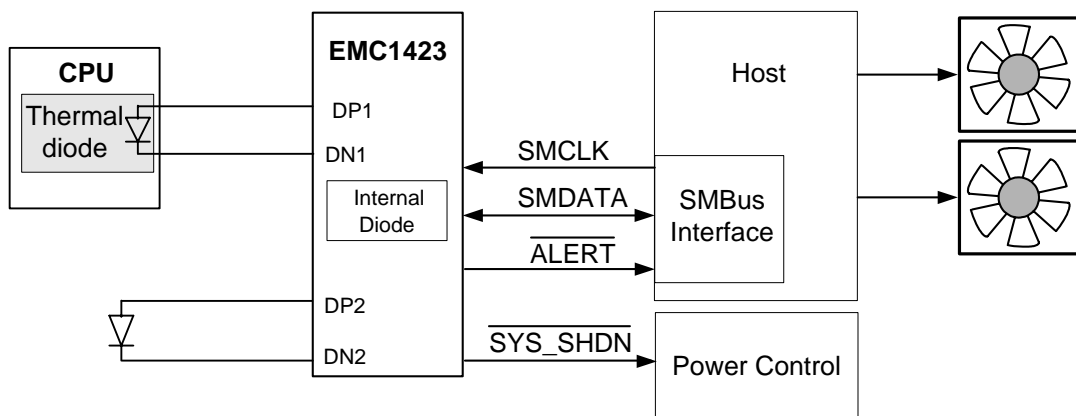 EMC1423
CPU
Thermal
diode
DP1
DN1
Internal
Diode
DP2
DN2
SMCLK
SMDATA
ALERT
SYS_SHDN
Host
SMBus
Interface
Power Control